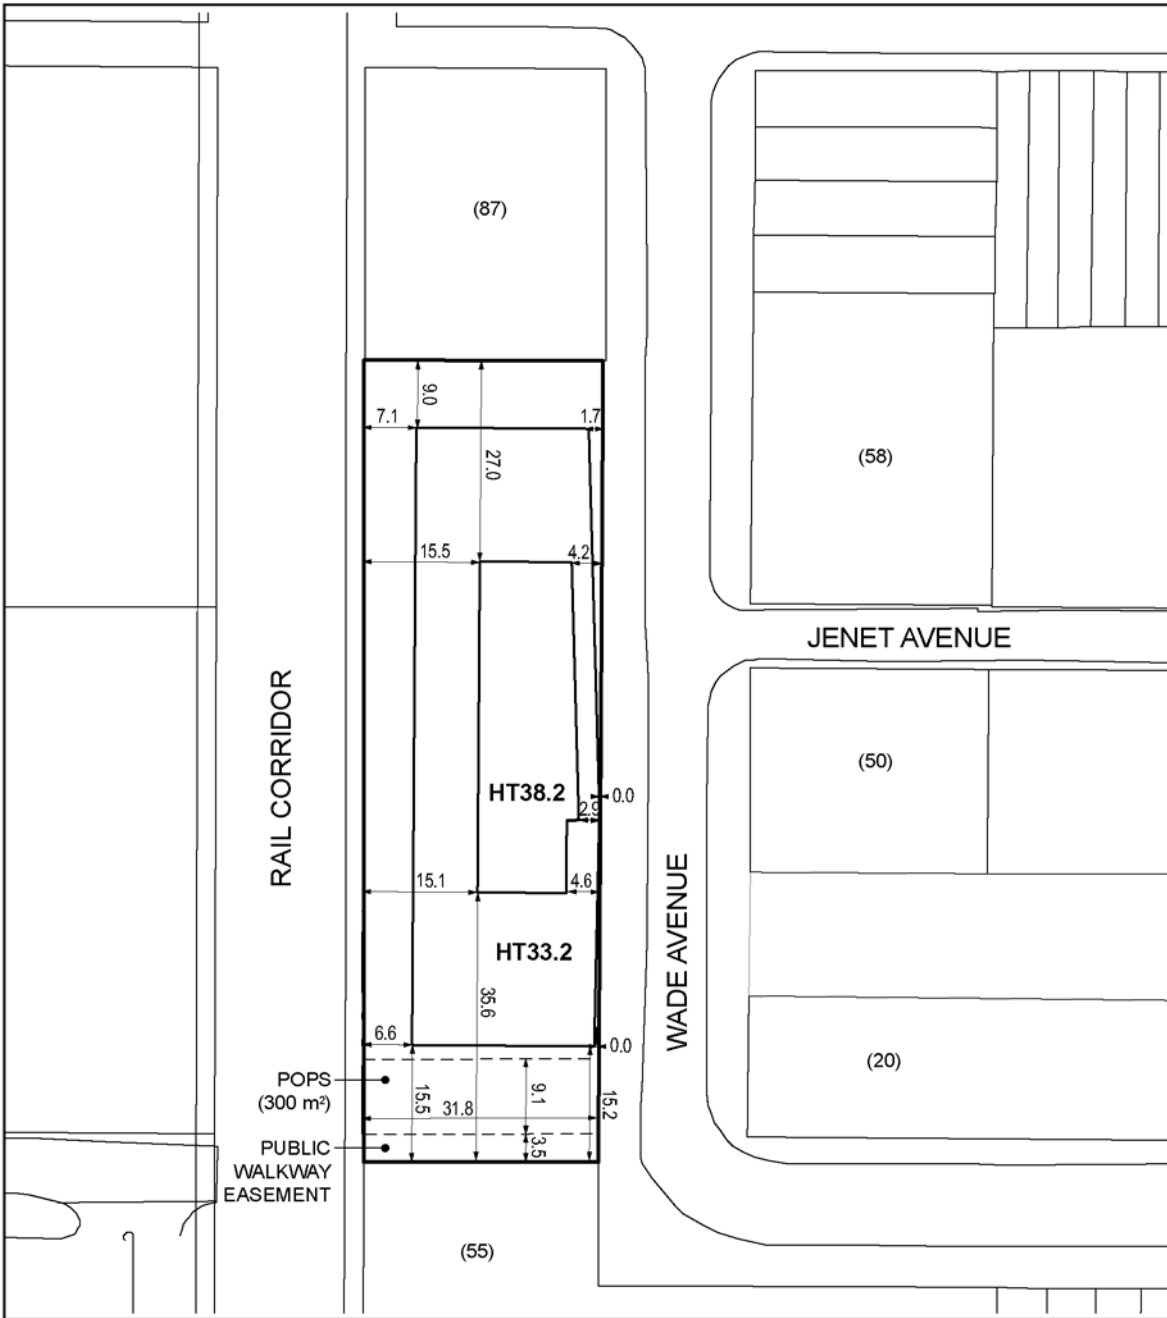 (87)
9.0
7.1
1.7
27.0
(58)
15.5
4.2
JENET AVENUE
RAIL CORRIDOR
(50)
HT38.2
0.0
2.9
15.1
4.6
WADE AVENUE
HT33.2
35.6
6.6
0.0
(20)
POPS
(300 m²)
15.5
31.8
9.1
15.2
PUBLIC
WALKWAY
EASEMENT
3.5
(55)